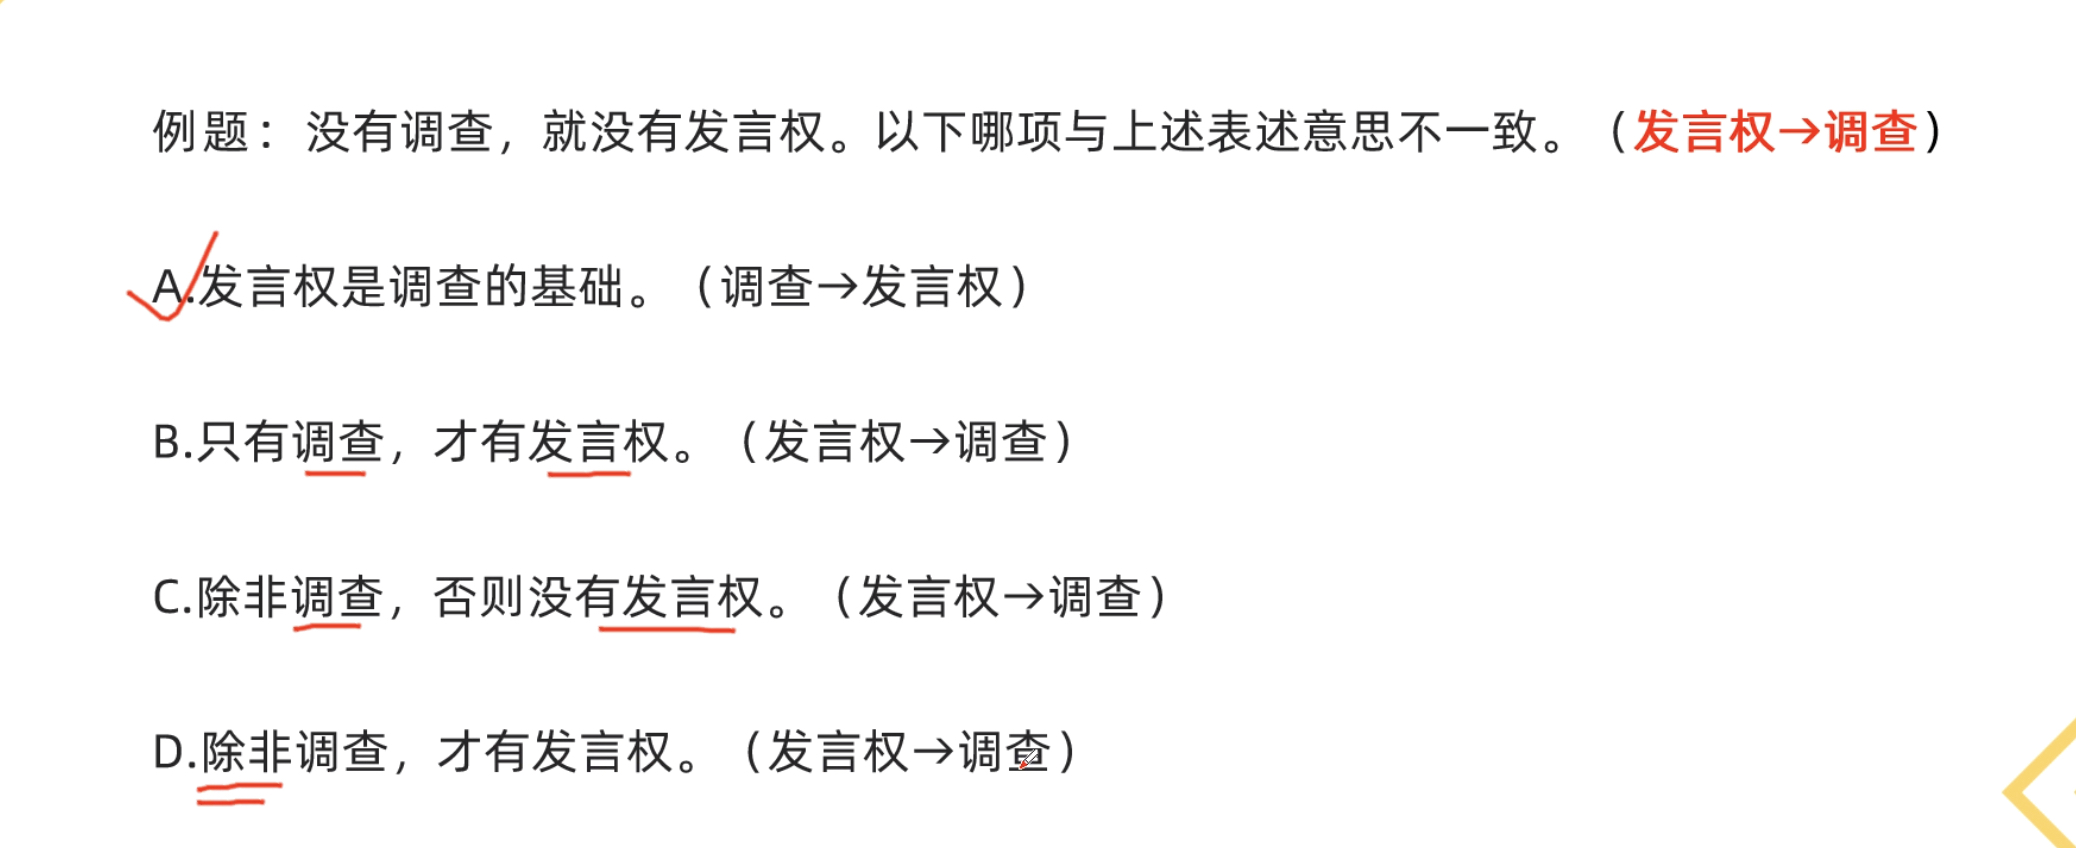 例题：没有调查，就没有发言权。以下哪项与上述表述意思不一致。（发言权→调查）
A.发言权是调查的基础。（调查→发言权）
B.只有调查，才有发言权。（发言权→调查）
C.除非调查，否则没有发言权。（发言权→调查）
D.除非调查，才有发言权。（发言权→调查）